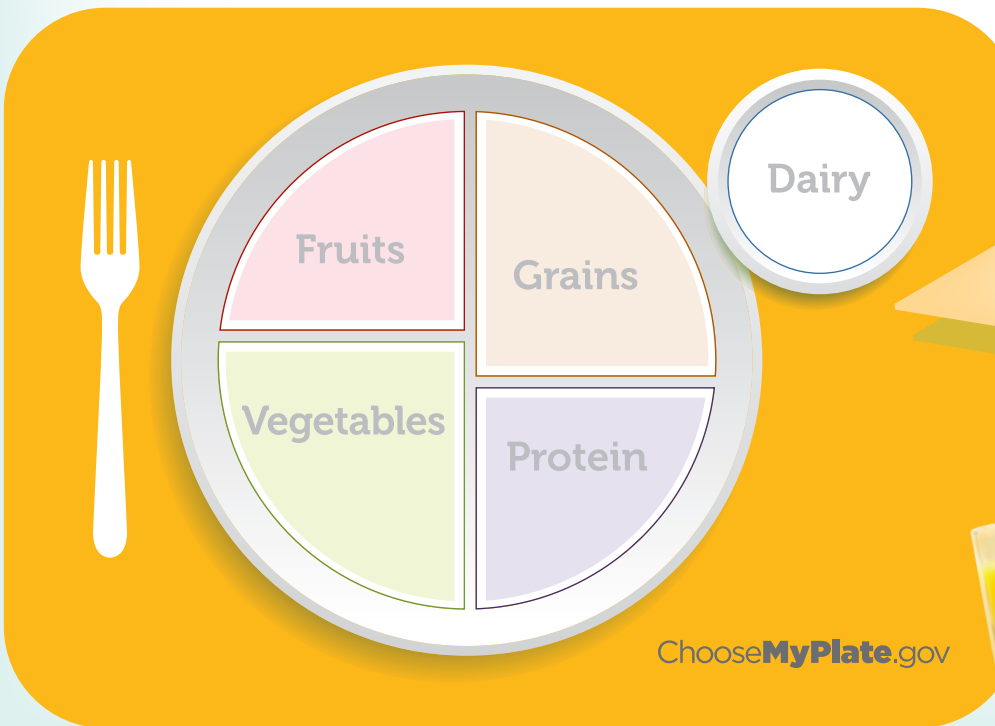 Fruits
Grains
Dairy
Vegetables
Protein
ChooseMyPlate.gov